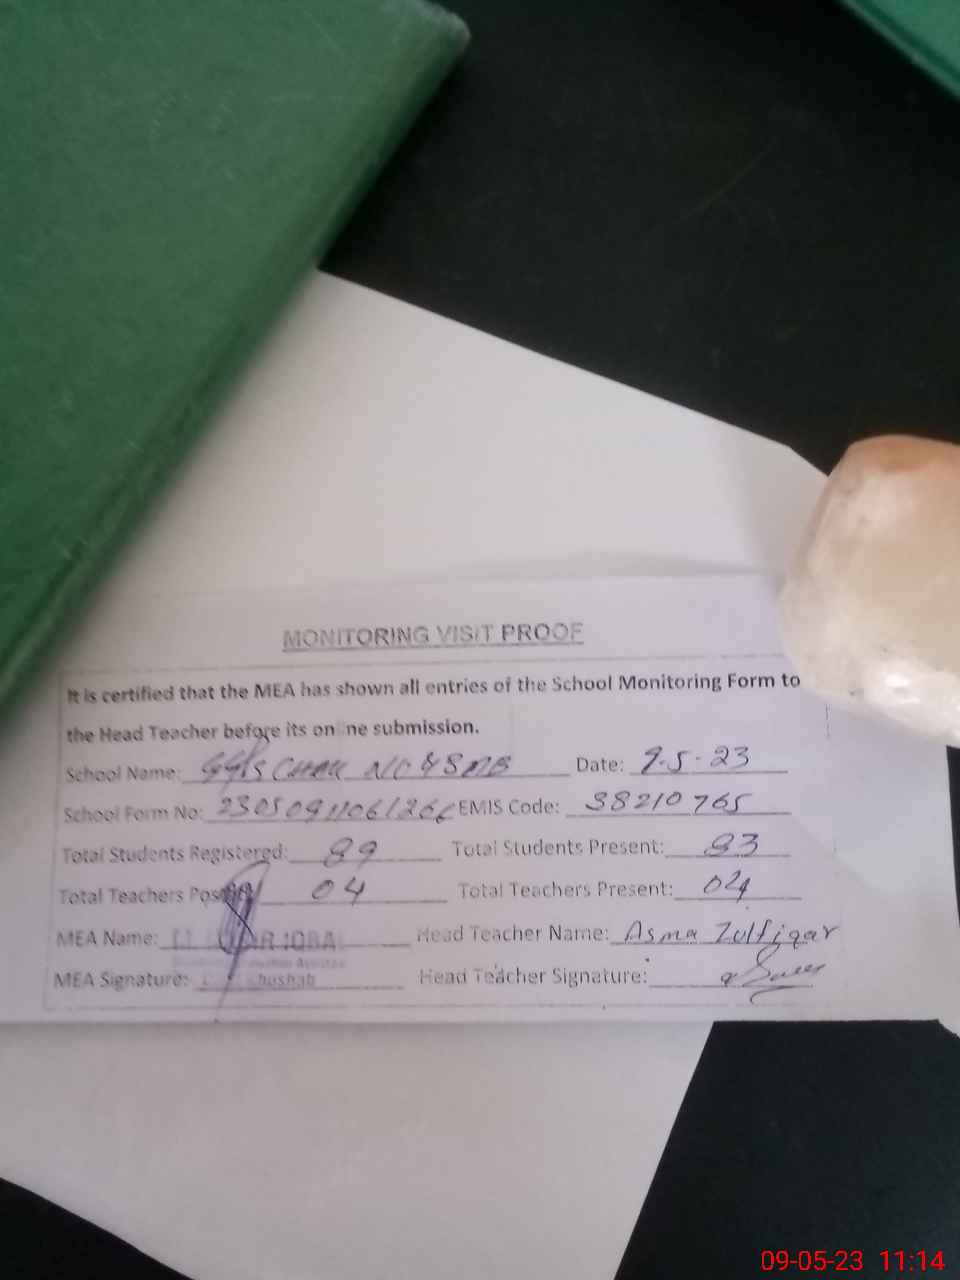 MONITORING VISIT PROOF
It is certified that the MEA has shown all entries of the School Monitoring Form to
the Head Teacher before its online submission.
School Name: Date: 9.5.23
School Form No: EMIS Code: 38210765
Total Students Registered: 89 Total Students Present: 83
Total Teachers Posted: 04 Total Teachers Present: 04
MEA Name: IQBAL Head Teacher Name: Asma Zulfiqar
MEA Signature: Khushab Head Teacher Signature:
09-05-23 11:14